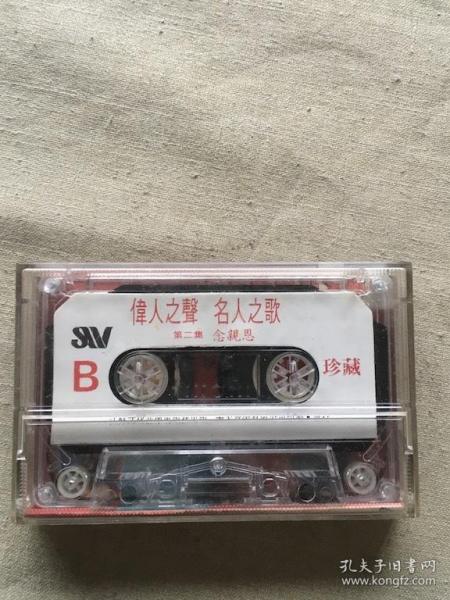 偉人之聲 名人之歌
第二集 念親恩
B
珍藏
孔夫子旧书网
www.kongfz.com